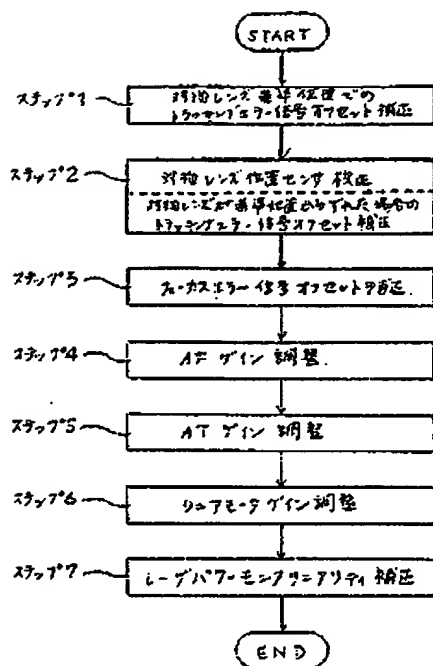 START
ステップ1
対物レンズ基準位置での
トラッキングエラー信号オフセット補正
ステップ2
対物レンズ位置センサ校正
対物レンズが基準位置からずれた場合の
トラッキングエラー信号オフセット補正
ステップ3
フォーカスエラー信号オフセット補正
ステップ4
AFゲイン調整
ステップ5
ATゲイン調整
ステップ6
リニアモータゲイン調整
ステップ7
レーザパワーモニタリニアリティ補正
END